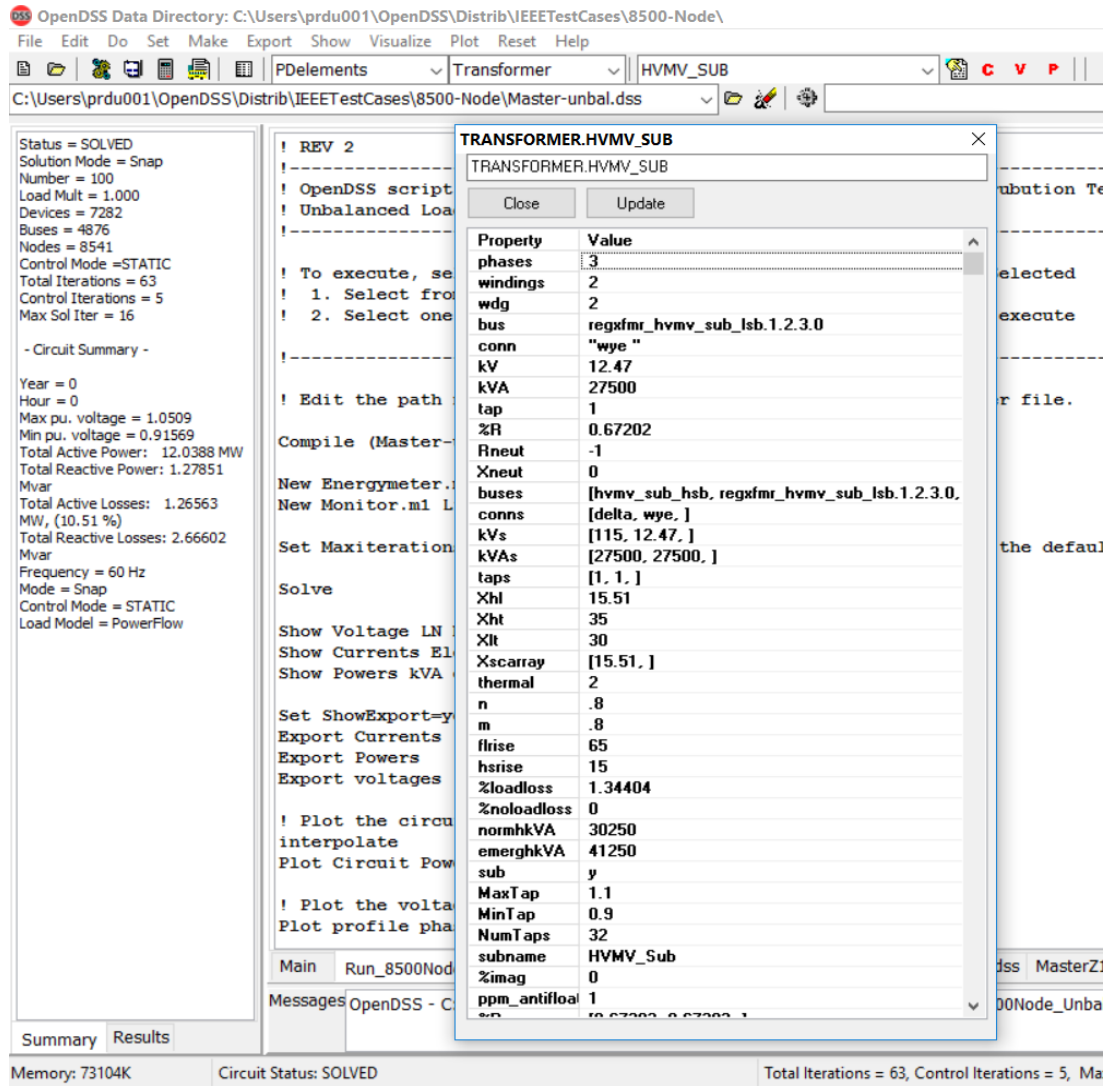 OpenDSS Data Directory: C:\Users\prdu001\OpenDSS\Distrib\IEEETestCases\8500-Node\
File Edit Do Set Make Export Show Visualize Plot Reset Help
PDelements Transformer HVMV_SUB C V P
C:\Users\prdu001\OpenDSS\Distrib\IEEETestCases\8500-Node\Master-unbal.dss
Status = SOLVED
Solution Mode = Snap
Number = 100
Load Mult = 1.000
Devices = 7282
Buses = 4876
Nodes = 8541
Control Mode =STATIC
Total Iterations = 63
Control Iterations = 5
Max Sol Iter = 16
- Circuit Summary -
Year = 0
Hour = 0
Max pu. voltage = 1.0509
Min pu. voltage = 0.91569
Total Active Power: 12.0388 MW
Total Reactive Power: 1.27851
Mvar
Total Active Losses: 1.26563
MW, (10.51 %)
Total Reactive Losses: 2.66602
Mvar
Frequency = 60 Hz
Mode = Snap
Control Mode = STATIC
Load Model = PowerFlow
Summary Results
! REV 2
!
! OpenDSS script
! Unbalanced Loa
!
! To execute, se
! 1. Select fro
! 2. Select one
!
! Edit the path
Compile (Master-
New Energymeter.
New Monitor.m1 L
Set Maxiteration
Solve
Show Voltage LN
Show Currents El
Show Powers kVA
Set ShowExport=y
Export Currents
Export Powers
Export voltages
! Plot the circu
interpolate
Plot Circuit Pow
! Plot the volta
Plot profile pha
ubution Te
elected
execute
r file.
the defaul
TRANSFORMER.HVMV_SUB
TRANSFORMER.HVMV_SUB
Close Update
Property Value
phases 3
windings 2
wdg 2
bus regxfmr_hvmv_sub_lsb.1.2.3.0
conn "wye "
kV 12.47
kVA 27500
tap 1
%R 0.67202
Rneut -1
Xneut 0
buses [hvmv_sub_hsb, regxfmr_hvmv_sub_lsb.1.2.3.0,
conns [delta, wye, ]
kVs [115, 12.47, ]
kVAs [27500, 27500, ]
taps [1, 1, ]
Xhl 15.51
Xht 35
Xlt 30
Xscarray [15.51, ]
thermal 2
n .8
m .8
flrise 65
hsrise 15
%loadloss 1.34404
%noloadloss 0
normhkVA 30250
emerghkVA 41250
sub y
MaxTap 1.1
MinTap 0.9
NumTaps 32
subname HVMV_Sub
%imag 0
ppm_antifloat 1
%R [0.67202, 0.67202, ]
Main Run_8500Nod dss MasterZ1
Messages OpenDSS - C: 00Node_Unba
Memory: 73104K Circuit Status: SOLVED Total Iterations = 63, Control Iterations = 5, Ma